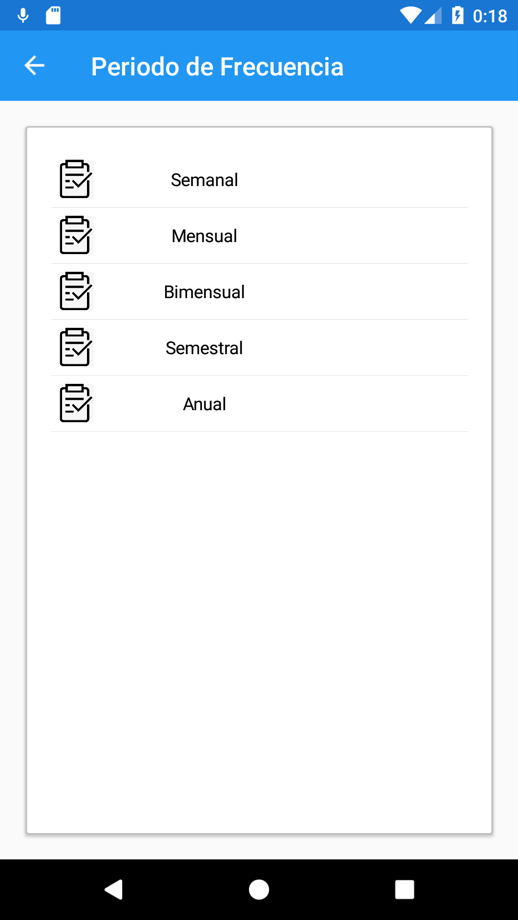 0:18
Periodo de Frecuencia
Semanal
Mensual
Bimensual
Semestral
Anual